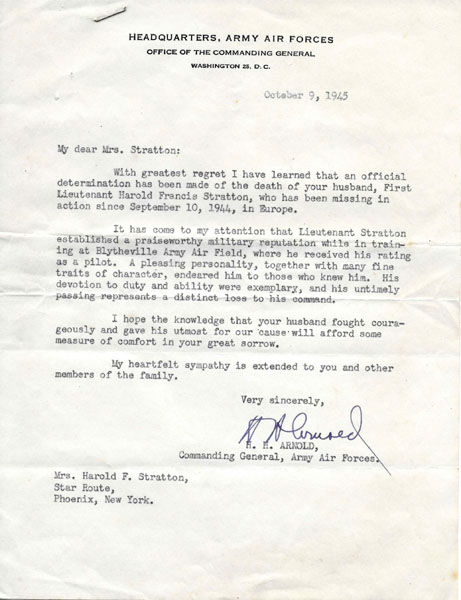 HEADQUARTERS, ARMY AIR FORCES
OFFICE OF THE COMMANDING GENERAL
WASHINGTON 25, D. C.
October 9, 1945
My dear Mrs. Stratton:
With greatest regret I have learned that an official
determination has been made of the death of your husband, First
Lieutenant Harold Francis Stratton, who has been missing in
action since September 10, 1944, in Europe.
It has come to my attention that Lieutenant Stratton
established a praiseworthy military reputation while in train-
ing at Blytheville Army Air Field, where he received his rating
as a pilot. A pleasing personality, together with many fine
traits of character, endeared him to those who knew him. His
devotion to duty and ability were exemplary, and his untimely
passing represents a distinct loss to his command.
I hope the knowledge that your husband fought coura-
geously and gave his utmost for our cause will afford some
measure of comfort in your great sorrow.
My heartfelt sympathy is extended to you and other
members of the family.
Very sincerely,
H H Arnold
H. H. ARNOLD,
Commanding General, Army Air Forces.
Mrs. Harold F. Stratton,
Star Route,
Phoenix, New York.